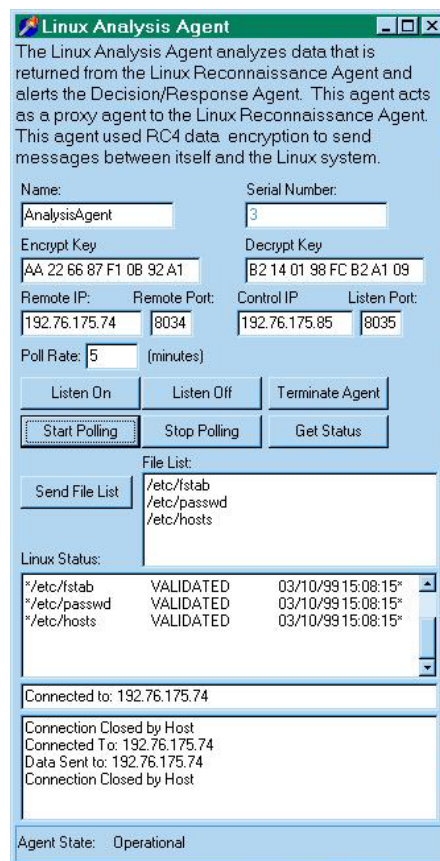 Linux Analysis Agent
The Linux Analysis Agent analyzes data that is
returned from the Linux Reconnaissance Agent and
alerts the Decision/Response Agent. This agent acts
as a proxy agent to the Linux Reconnaissance Agent.
This agent used RC4 data encryption to send
messages between itself and the Linux system.
Name: Serial Number:
AnalysisAgent 3
Encrypt Key Decrypt Key
AA 22 66 87 F1 0B 92 A1 B2 14 01 98 FC B2 A1 09
Remote IP: Remote Port: Control IP Listen Port:
192.76.175.74 8034 192.76.175.85 8035
Poll Rate: 5 (minutes)
Listen On Listen Off Terminate Agent
Start Polling Stop Polling Get Status
File List:
Send File List
/etc/fstab
/etc/passwd
/etc/hosts
Linux Status:
*/etc/fstab VALIDATED 03/10/99 15:08:15*
*/etc/passwd VALIDATED 03/10/99 15:08:15*
*/etc/hosts VALIDATED 03/10/99 15:08:15*
Connected to: 192.76.175.74
Connection Closed by Host
Connected To: 192.76.175.74
Data Sent to: 192.76.175.74
Connection Closed by Host
Agent State: Operational